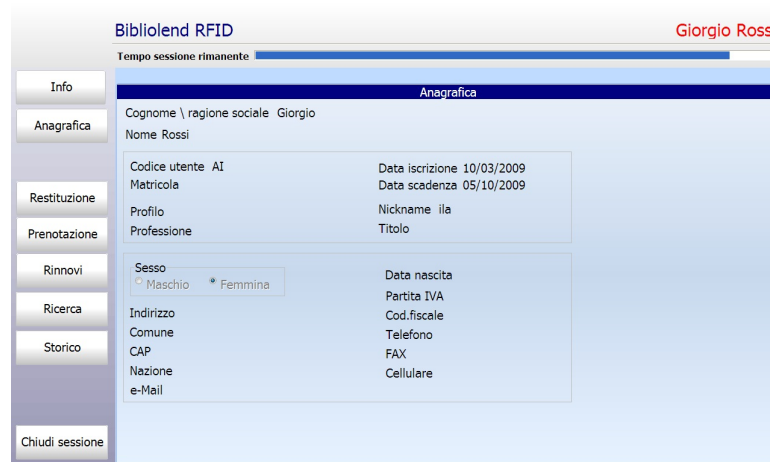 Bibliolend RFID
Giorgio Ross
Tempo sessione rimanente
Info
Anagrafica
Restituzione
Prenotazione
Rinnovi
Ricerca
Storico
Chiudi sessione
Anagrafica
Cognome \ ragione sociale Giorgio
Nome Rossi
Codice utente AI
Matricola
Profilo
Professione
Data iscrizione 10/03/2009
Data scadenza 05/10/2009
Nickname ila
Titolo
Sesso
Maschio Femmina
Indirizzo
Comune
CAP
Nazione
e-Mail
Data nascita
Partita IVA
Cod.fiscale
Telefono
FAX
Cellulare